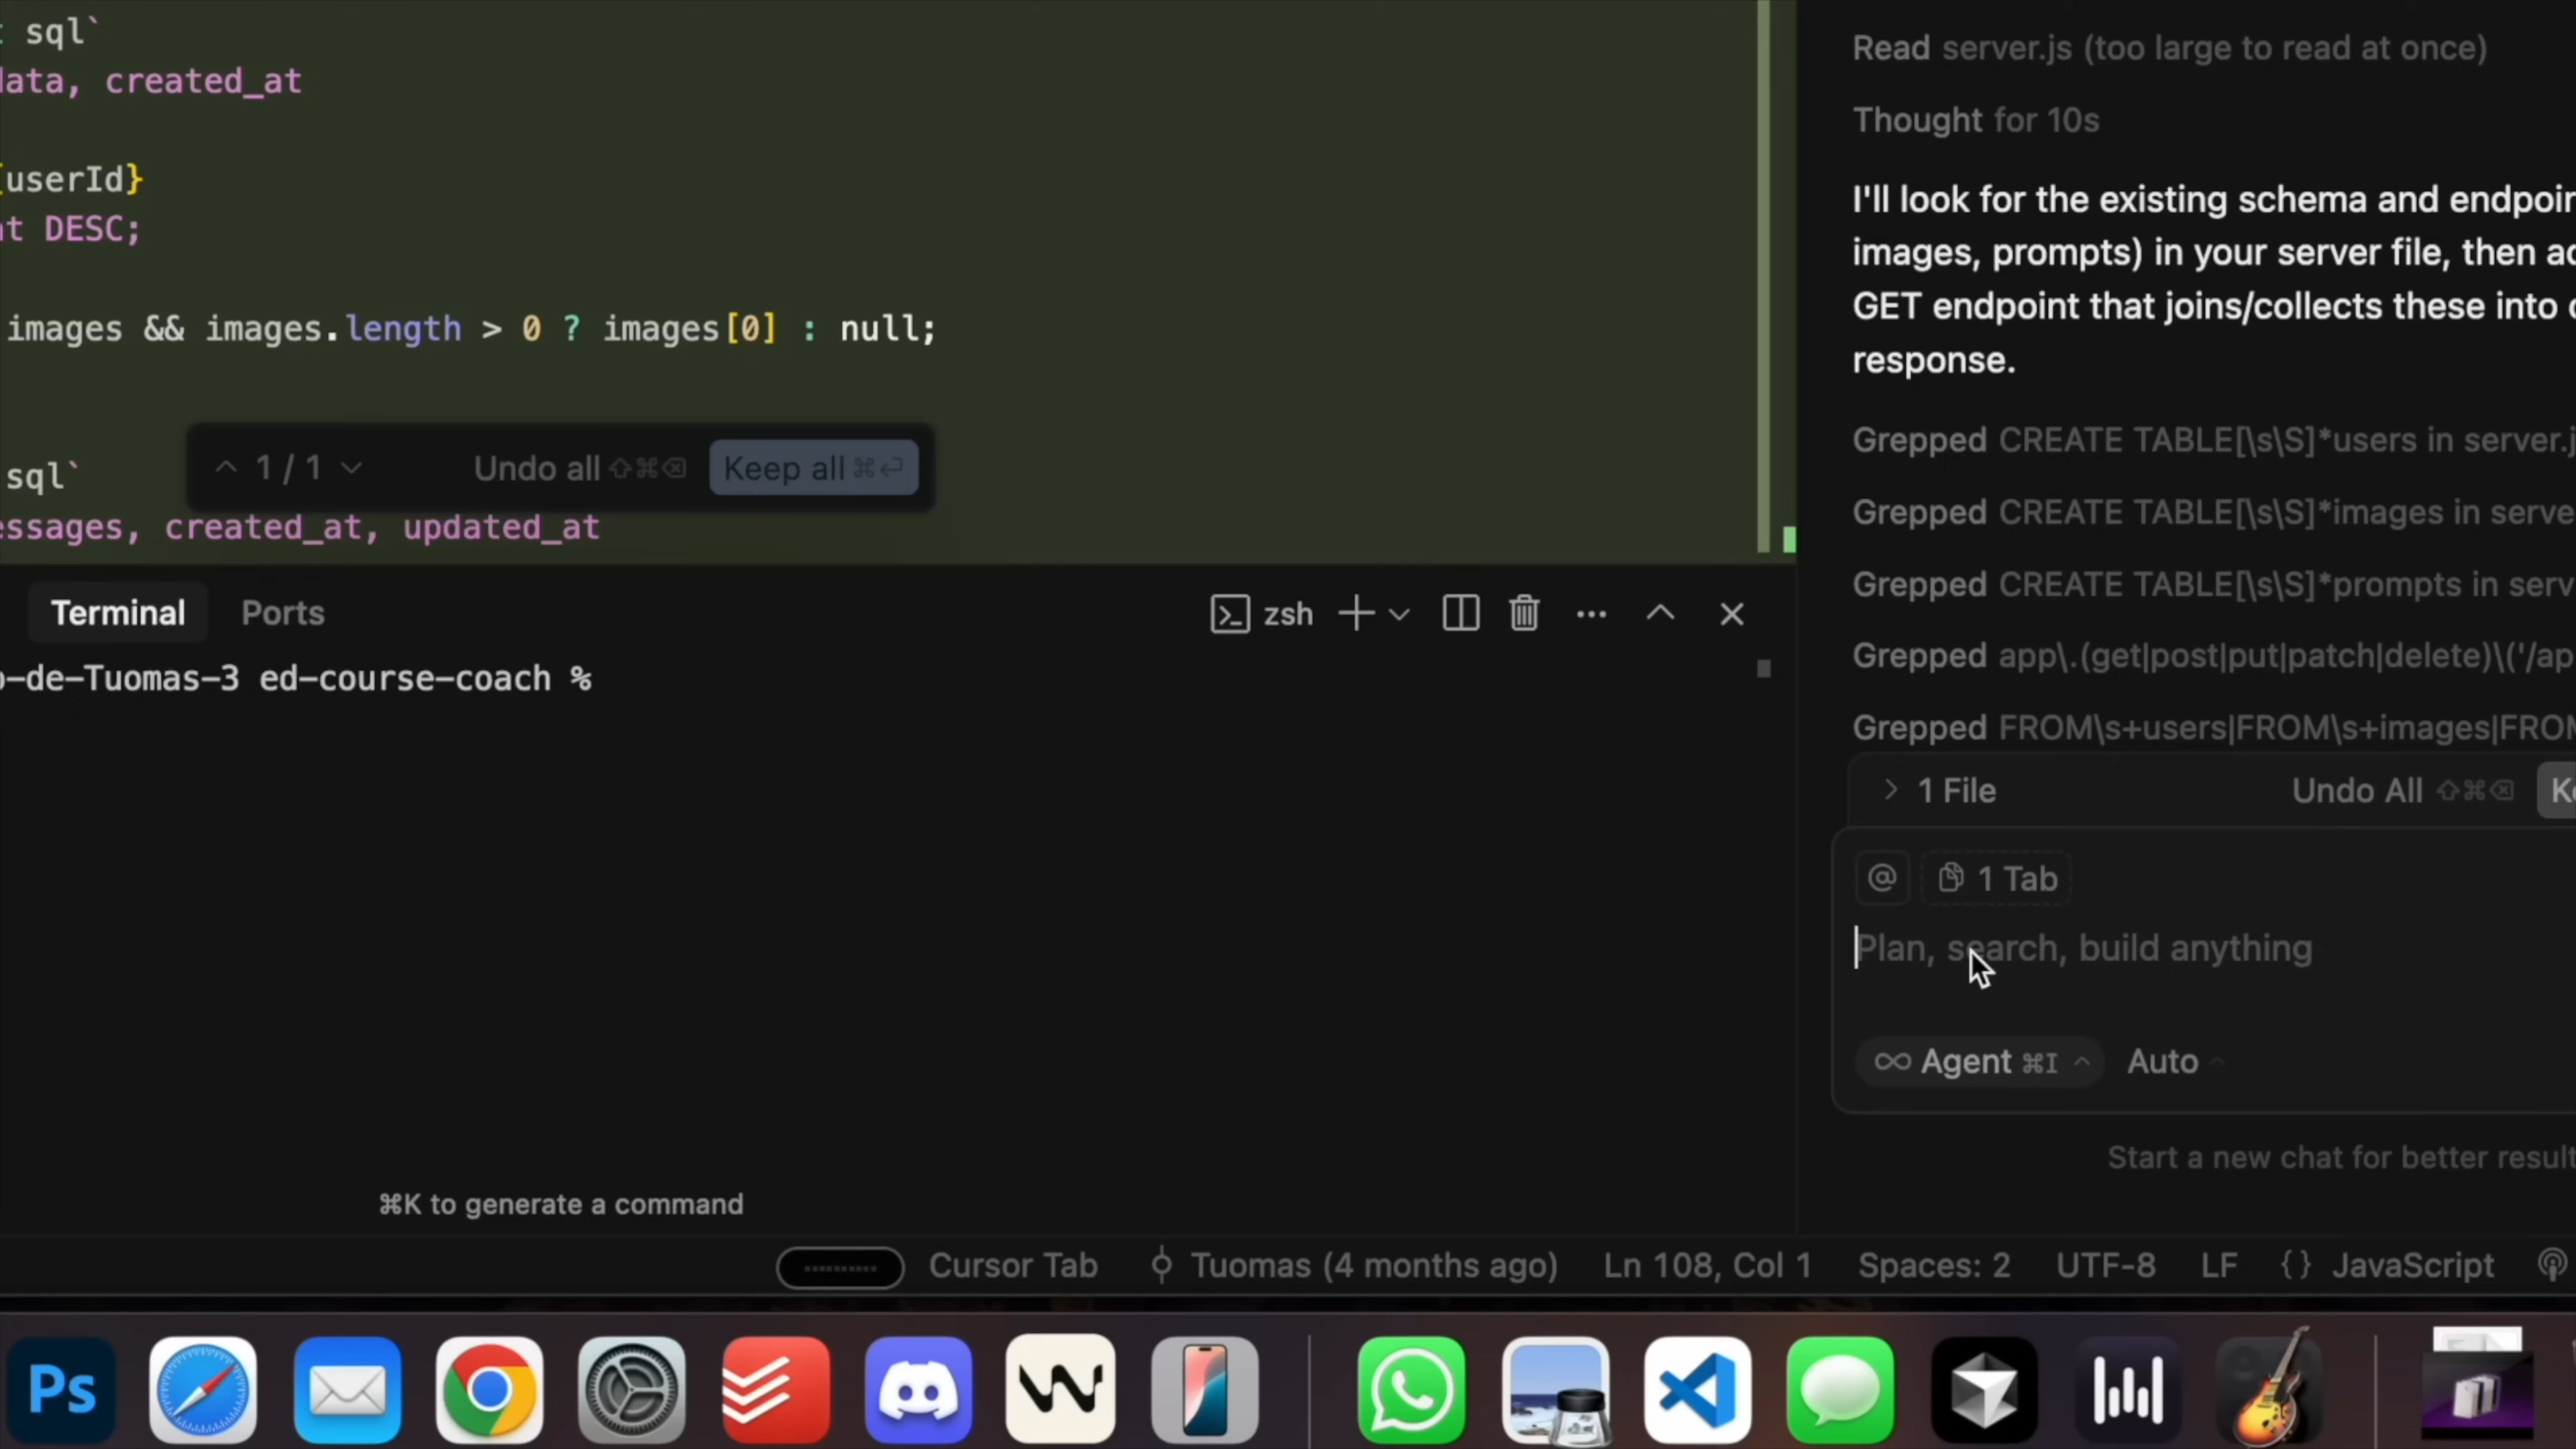 sql`
data, created_at
{userId}
at DESC;
images && images.length > 0 ? images[0] : null;
1 / 1
Undo all ⇧⌘⌫
Keep all ⌘⏎
sql`
essages, created_at, updated_at
Terminal
Ports
zsh
o-de-Tuomas-3 ed-course-coach %
⌘K to generate a command
Read server.js (too large to read at once)
Thought for 10s
I'll look for the existing schema and endpoin
images, prompts) in your server file, then ad
GET endpoint that joins/collects these into o
response.
Grepped CREATE TABLE[\s\S]*users in server.j
Grepped CREATE TABLE[\s\S]*images in serve
Grepped CREATE TABLE[\s\S]*prompts in serv
Grepped app\.(get|post|put|patch|delete)\('/ap
Grepped FROM\s+users|FROM\s+images|FROM
1 File
Undo All ⇧⌘⌫
Ke
@
1 Tab
Plan, search, build anything
Agent ⌘I
Auto
Start a new chat for better result
Cursor Tab
Tuomas (4 months ago)
Ln 108, Col 1
Spaces: 2
UTF-8
LF
{} JavaScript
Ps